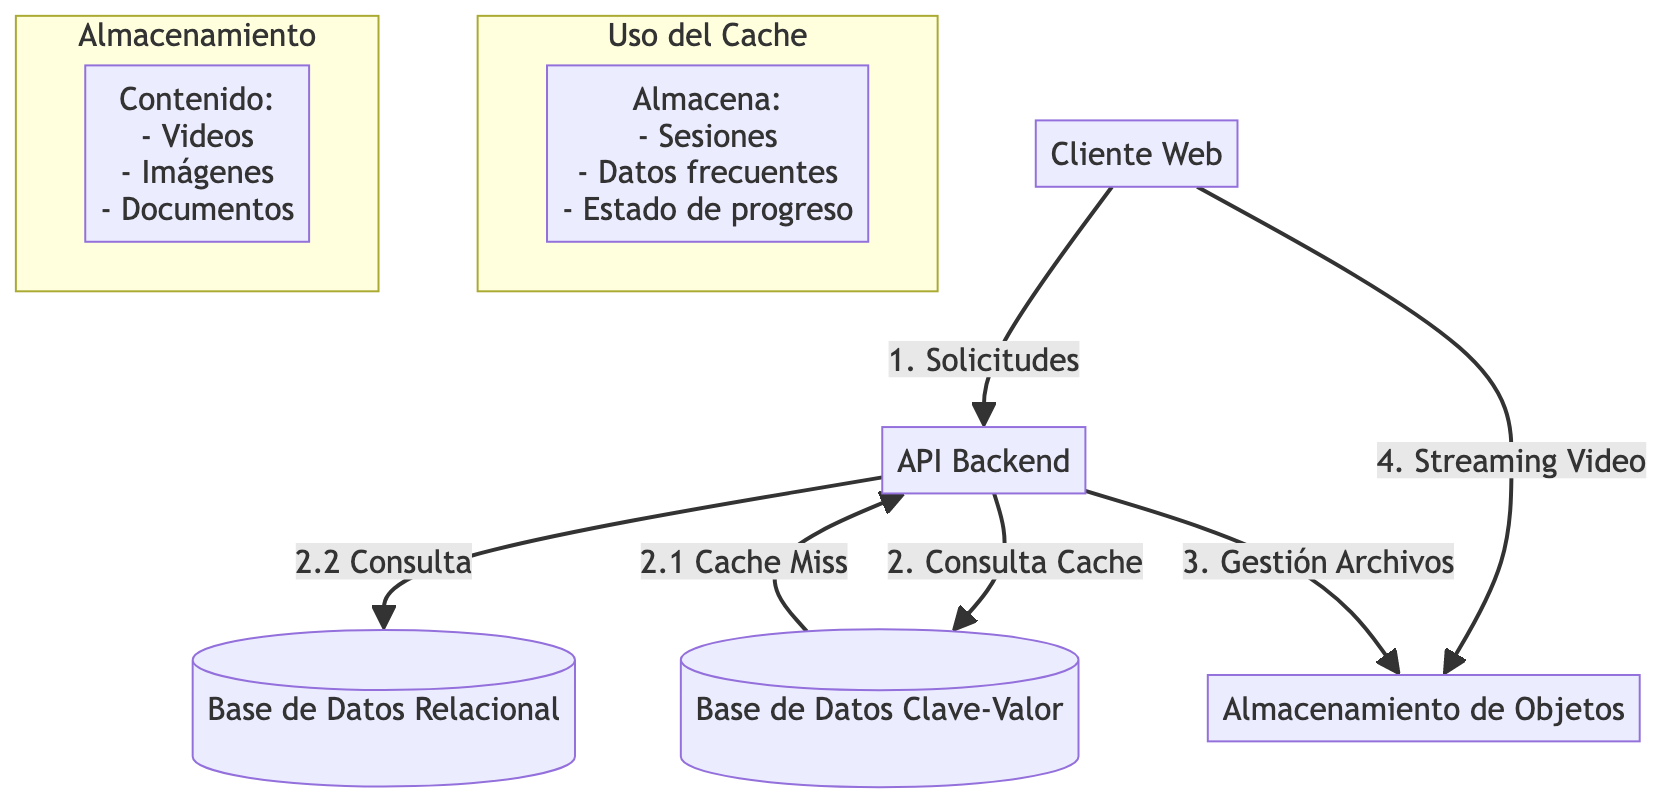 Almacenamiento
Contenido:
- Videos
- Imágenes
- Documentos
Uso del Cache
Almacena:
- Sesiones
- Datos frecuentes
- Estado de progreso
Cliente Web
1. Solicitudes
API Backend
4. Streaming Video
2.2 Consulta
2.1 Cache Miss
2. Consulta Cache
3. Gestión Archivos
Base de Datos Relacional
Base de Datos Clave-Valor
Almacenamiento de Objetos